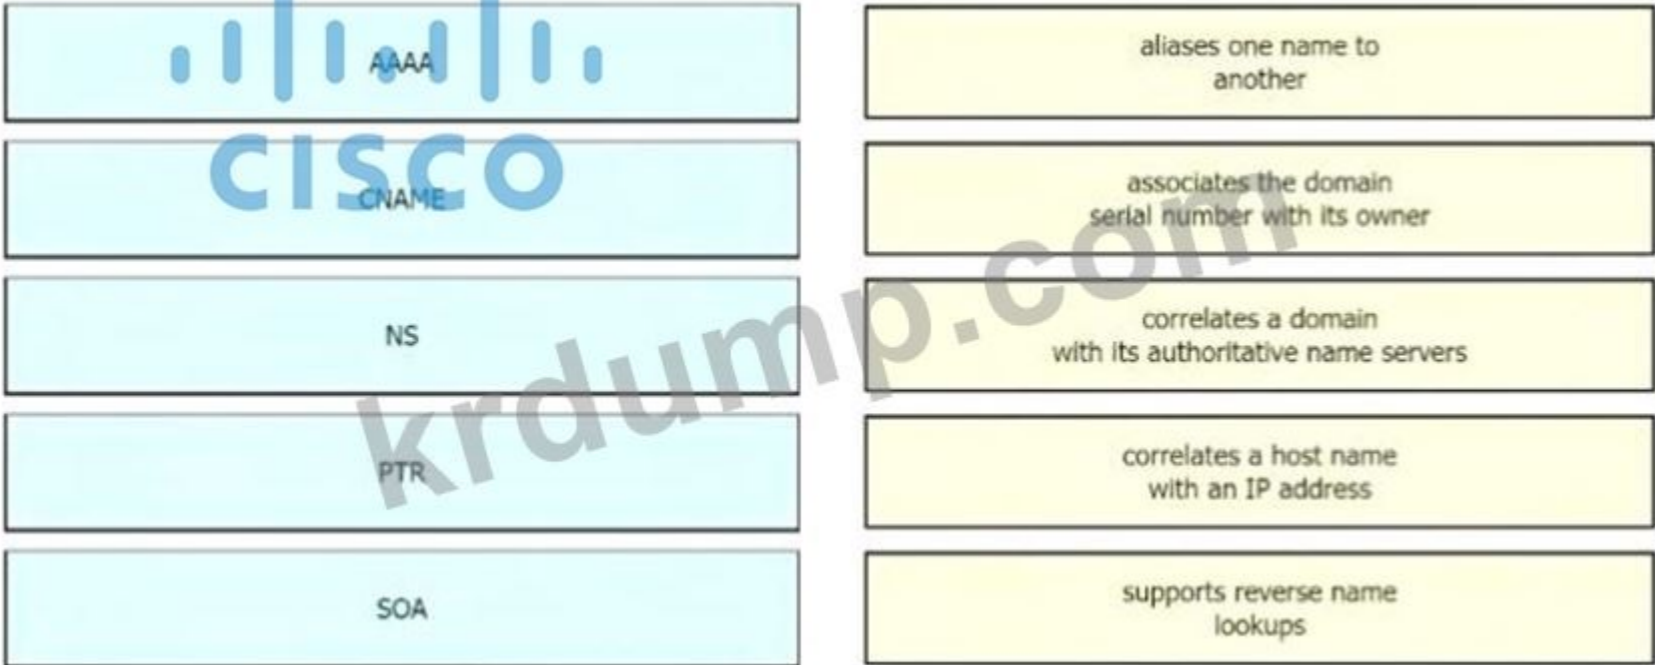 AAAA
CISCO
CNAME
NS
PTR
SOA
aliases one name to
another
associates the domain
serial number with its owner
correlates a domain
with its authoritative name servers
correlates a host name
with an IP address
supports reverse name
lookups
krdump.com